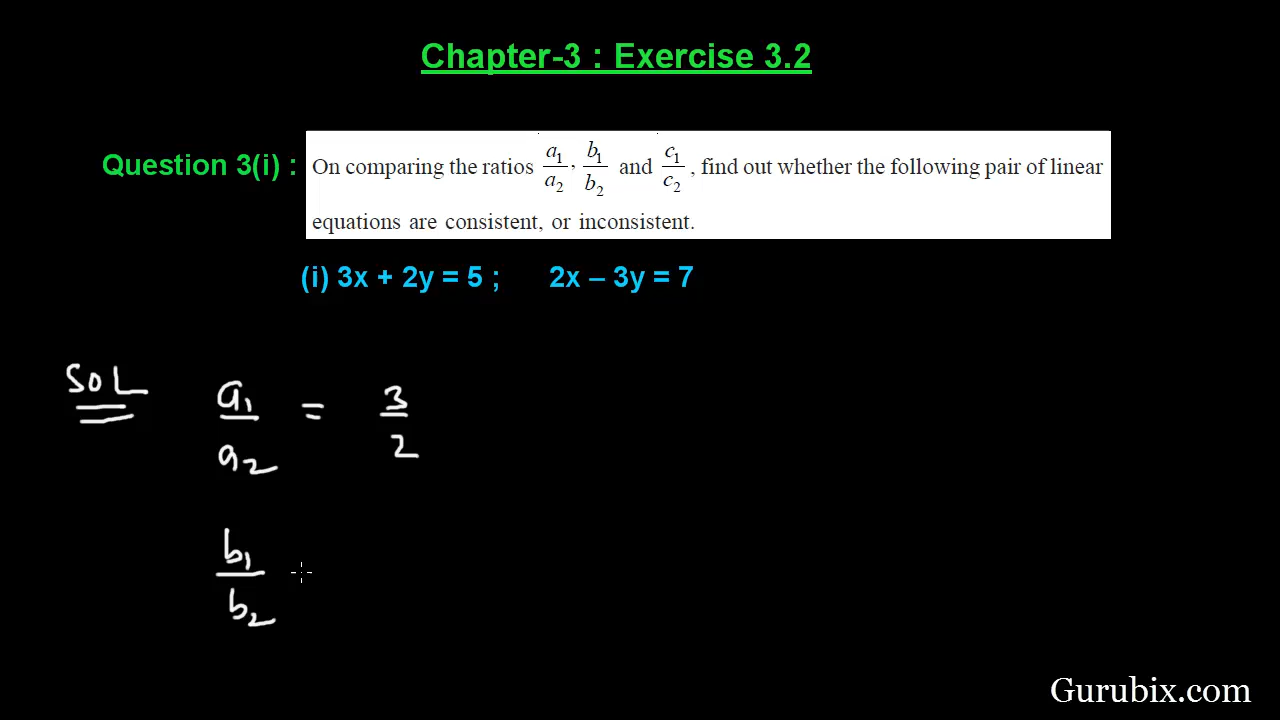 Chapter-3 : Exercise 3.2
Question 3(i) : On comparing the ratios a₁/a₂, b₁/b₂ and c₁/c₂, find out whether the following pair of linear
equations are consistent, or inconsistent.
(i) 3x + 2y = 5 ; 2x – 3y = 7
SOL a₁/a₂ = 3/2
b₁/b₂
Gurubix.com